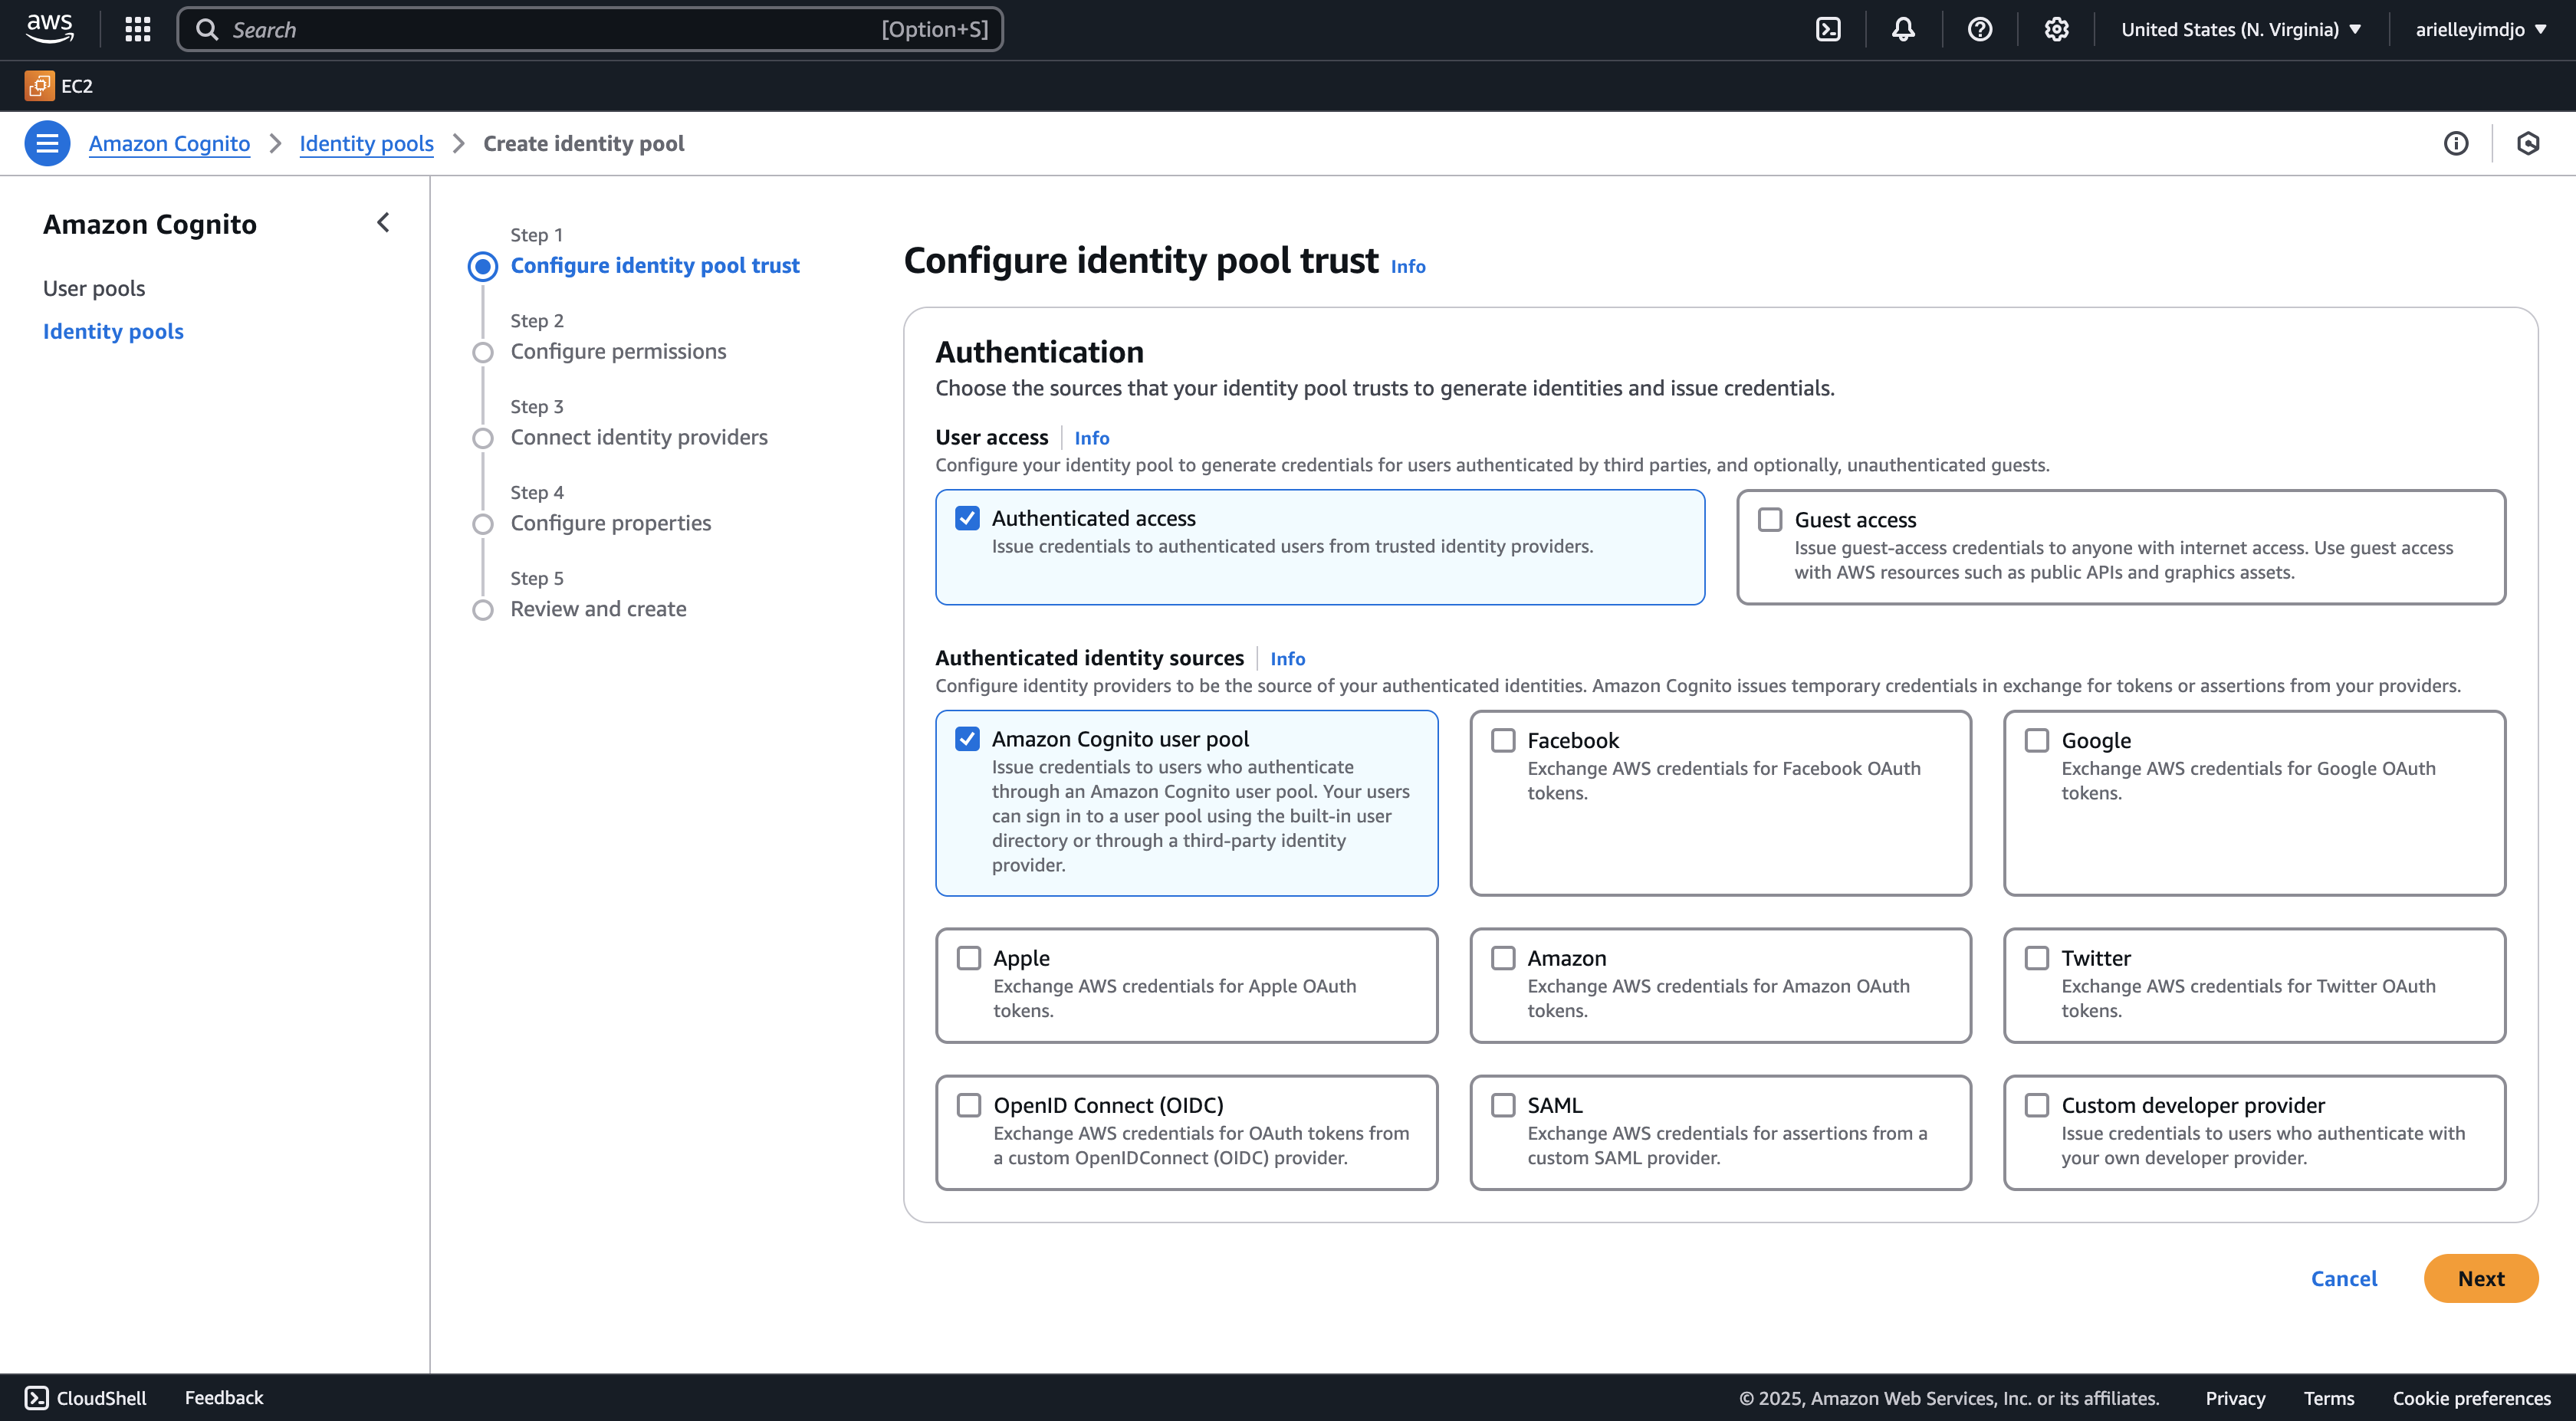 aws
Search [Option+S]
United States (N. Virginia)
arielleyimdjo
EC2
Amazon Cognito
Identity pools
Create identity pool
Amazon Cognito
User pools
Identity pools
Step 1
Configure identity pool trust
Step 2
Configure permissions
Step 3
Connect identity providers
Step 4
Configure properties
Step 5
Review and create
Configure identity pool trust Info
Authentication
Choose the sources that your identity pool trusts to generate identities and issue credentials.
User access Info
Configure your identity pool to generate credentials for users authenticated by third parties, and optionally, unauthenticated guests.
Authenticated access
Issue credentials to authenticated users from trusted identity providers.
Guest access
Issue guest-access credentials to anyone with internet access. Use guest access
with AWS resources such as public APIs and graphics assets.
Authenticated identity sources Info
Configure identity providers to be the source of your authenticated identities. Amazon Cognito issues temporary credentials in exchange for tokens or assertions from your providers.
Amazon Cognito user pool
Issue credentials to users who authenticate
through an Amazon Cognito user pool. Your users
can sign in to a user pool using the built-in user
directory or through a third-party identity
provider.
Facebook
Exchange AWS credentials for Facebook OAuth
tokens.
Google
Exchange AWS credentials for Google OAuth
tokens.
Apple
Exchange AWS credentials for Apple OAuth
tokens.
Amazon
Exchange AWS credentials for Amazon OAuth
tokens.
Twitter
Exchange AWS credentials for Twitter OAuth
tokens.
OpenID Connect (OIDC)
Exchange AWS credentials for OAuth tokens from
a custom OpenIDConnect (OIDC) provider.
SAML
Exchange AWS credentials for assertions from a
custom SAML provider.
Custom developer provider
Issue credentials to users who authenticate with
your own developer provider.
Cancel
Next
CloudShell
Feedback
© 2025, Amazon Web Services, Inc. or its affiliates.
Privacy
Terms
Cookie preferences